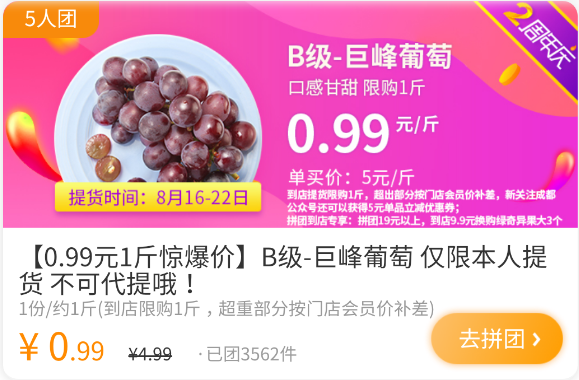 5人团
2周年庆
B级-巨峰葡萄
口感甘甜 限购1斤
0.99元/斤
单买价：5元/斤
提货时间：8月16-22日
到店提货限购1斤，超出部分按门店会员价补差，新关注成都
公众号还可以获得5元单品立减优惠券；
拼团到店专享：拼团19元以上，到店9.9元换购绿奇异果大3个
【0.99元1斤惊爆价】B级-巨峰葡萄 仅限本人提
货 不可代提哦！
1份/约1斤(到店限购1斤，超重部分按门店会员价补差)
¥ 0.99 ¥4.99 ·已团3562件
去拼团 ›